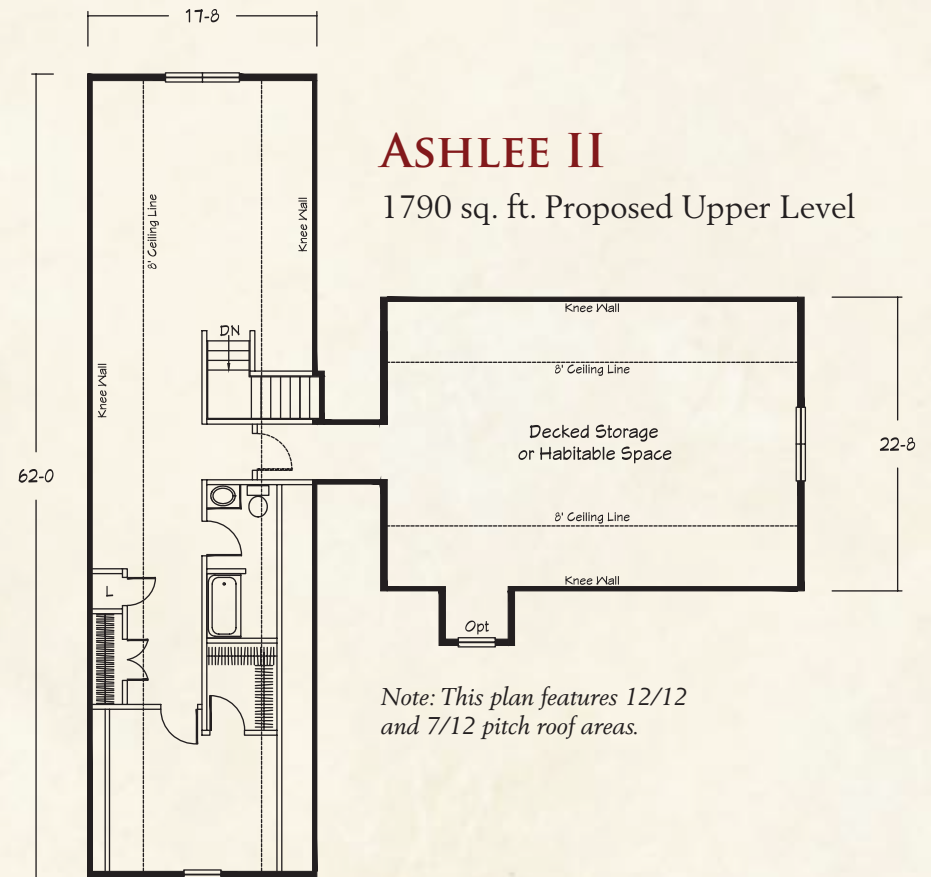 17-8
ASHLEE II
1790 sq. ft. Proposed Upper Level
8' Ceiling Line
Knee Wall
Knee Wall
DN
Knee Wall
8' Ceiling Line
Decked Storage
or Habitable Space
22-8
62-0
8' Ceiling Line
Knee Wall
L
Opt
Note: This plan features 12/12
and 7/12 pitch roof areas.